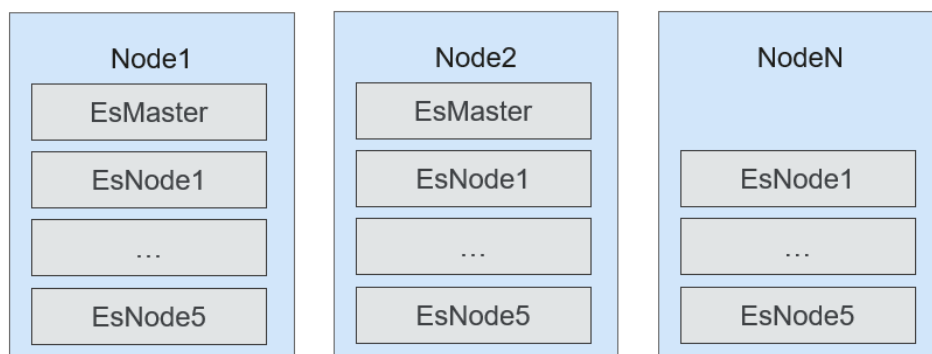 Node1
EsMaster
EsNode1
...
EsNode5
Node2
EsMaster
EsNode1
...
EsNode5
NodeN
EsNode1
...
EsNode5